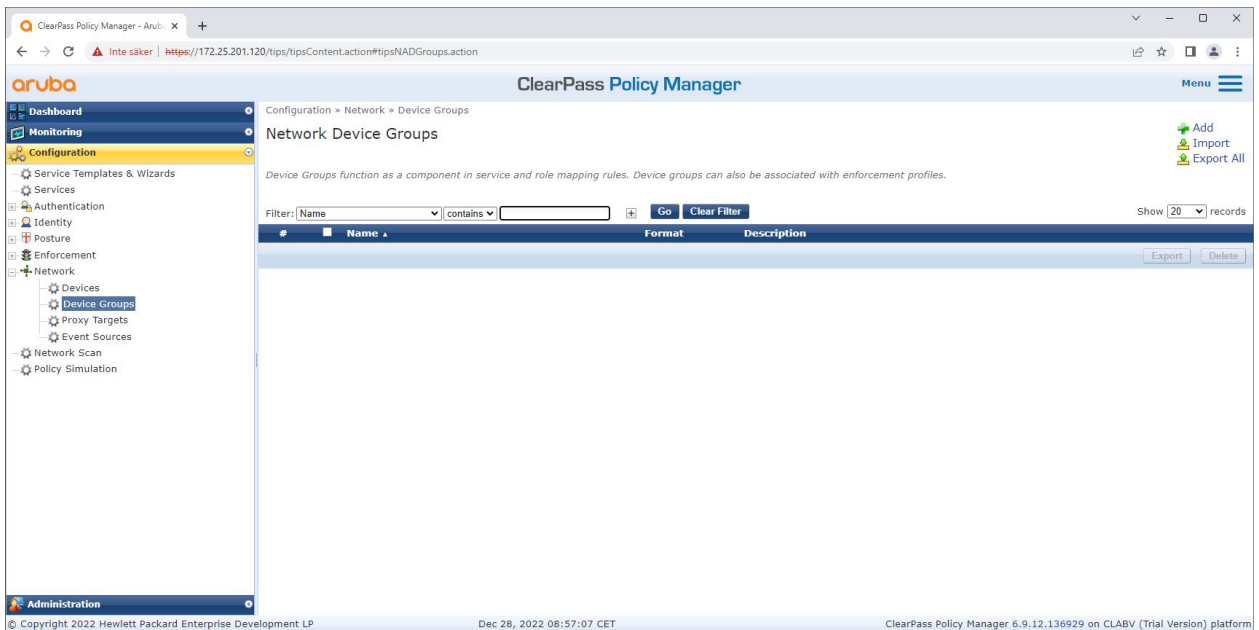 ClearPass Policy Manager - Arub
Inte säker | https://172.25.201.120/tips/tipsContent.action#tipsNADGroups.action
aruba
ClearPass Policy Manager
Menu
Dashboard
Monitoring
Configuration
Service Templates & Wizards
Services
Authentication
Identity
Posture
Enforcement
Network
Devices
Device Groups
Proxy Targets
Event Sources
Network Scan
Policy Simulation
Administration
Configuration » Network » Device Groups
Network Device Groups
Add
Import
Export All
Device Groups function as a component in service and role mapping rules. Device groups can also be associated with enforcement profiles.
Filter: Name contains + Go Clear Filter Show 20 records
# Name Format Description
Export Delete
© Copyright 2022 Hewlett Packard Enterprise Development LP Dec 28, 2022 08:57:07 CET ClearPass Policy Manager 6.9.12.136929 on CLABV (Trial Version) platform